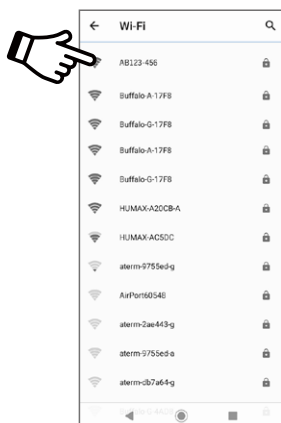 Wi-Fi
AB123-456
Buffalo-A-17F8
Buffalo-G-17F8
Buffalo-A-17F8
Buffalo-G-17F8
HUMAX-A20CB-A
HUMAX-AC50C
aterm-9755ed-g
AirPort60548
aterm-2ae443-g
aterm-9755ed-a
aterm-db7a64-g